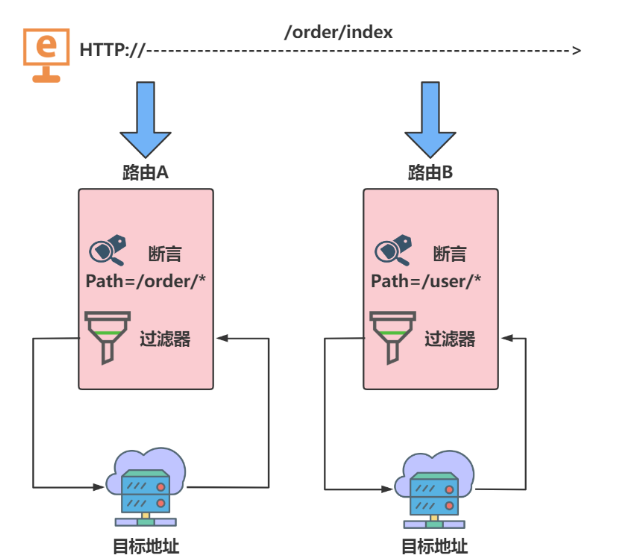 /order/index
HTTP://
路由A
路由B
断言
Path=/order/*
过滤器
断言
Path=/user/*
过滤器
目标地址
目标地址